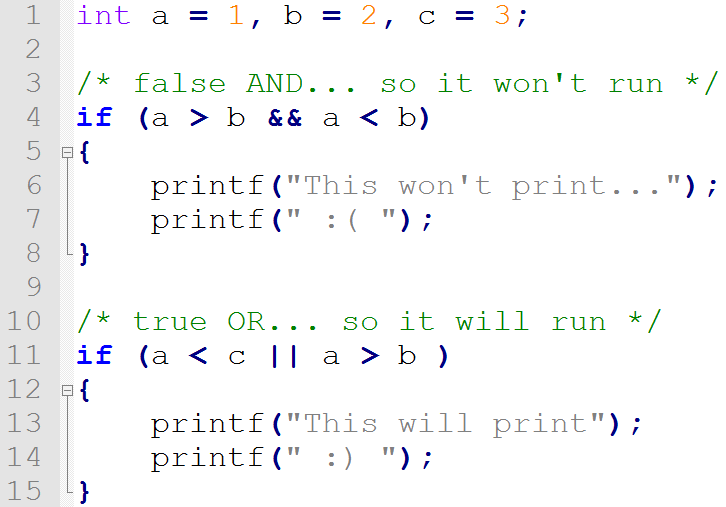 1 int a = 1, b = 2, c = 3;
2
3 /* false AND... so it won't run */
4 if (a > b && a < b)
5 {
6     printf("This won't print...");
7     printf(" :( ");
8 }
9
10 /* true OR... so it will run */
11 if (a < c || a > b )
12 {
13     printf("This will print");
14     printf(" :) ");
15 }